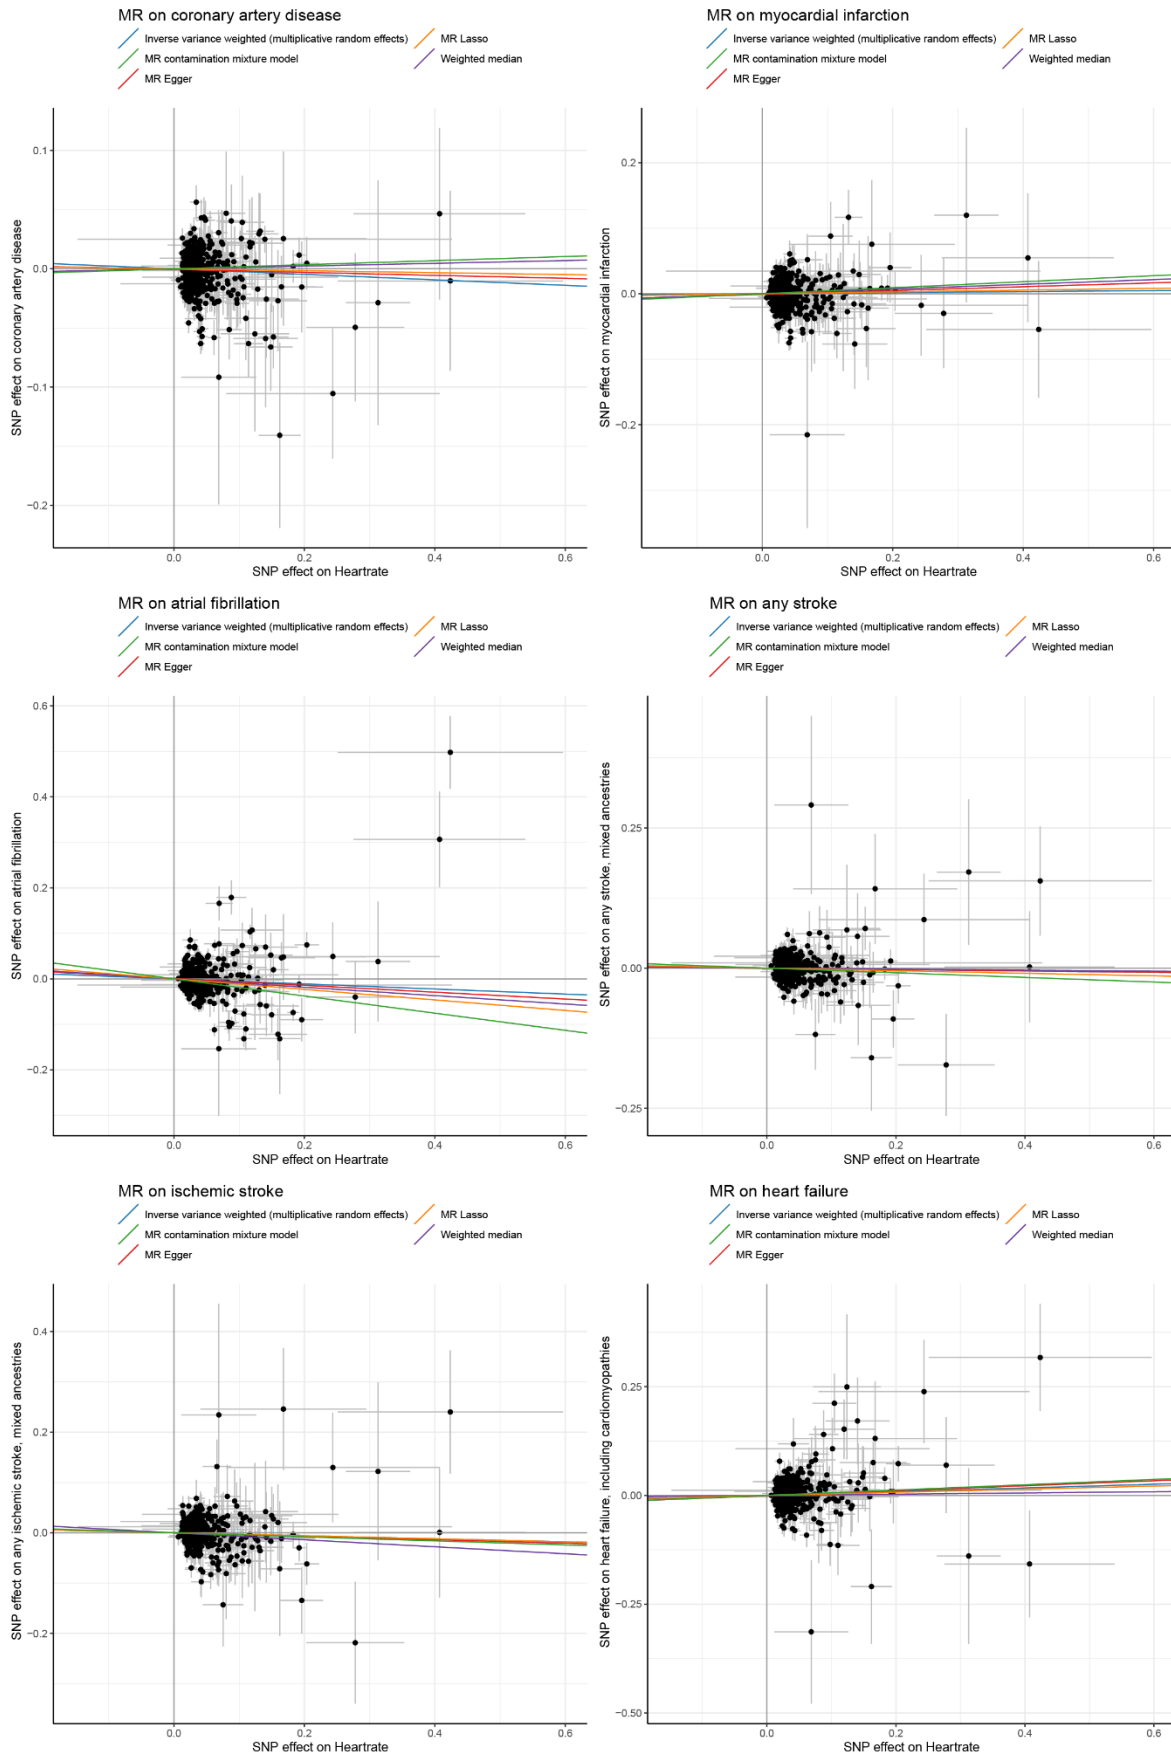 MR on coronary artery disease
Inverse variance weighted (multiplicative random effects) MR Lasso
MR contamination mixture model Weighted median
MR Egger
0.1
0.0
−0.1
−0.2
SNP effect on coronary artery disease
0.0 0.2 0.4 0.6
SNP effect on Heartrate
MR on myocardial infarction
Inverse variance weighted (multiplicative random effects) MR Lasso
MR contamination mixture model Weighted median
MR Egger
0.2
0.0
−0.2
SNP effect on myocardial infarction
0.0 0.2 0.4 0.6
SNP effect on Heartrate
MR on atrial fibrillation
Inverse variance weighted (multiplicative random effects) MR Lasso
MR contamination mixture model Weighted median
MR Egger
0.6
0.4
0.2
0.0
−0.2
SNP effect on atrial fibrillation
0.0 0.2 0.4 0.6
SNP effect on Heartrate
MR on any stroke
Inverse variance weighted (multiplicative random effects) MR Lasso
MR contamination mixture model Weighted median
MR Egger
0.25
0.00
−0.25
SNP effect on any stroke, mixed ancestries
0.0 0.2 0.4 0.6
SNP effect on Heartrate
MR on ischemic stroke
Inverse variance weighted (multiplicative random effects) MR Lasso
MR contamination mixture model Weighted median
MR Egger
0.4
0.2
0.0
−0.2
SNP effect on any ischemic stroke, mixed ancestries
0.0 0.2 0.4 0.6
SNP effect on Heartrate
MR on heart failure
Inverse variance weighted (multiplicative random effects) MR Lasso
MR contamination mixture model Weighted median
MR Egger
0.25
0.00
−0.25
−0.50
SNP effect on heart failure, including cardiomyopathies
0.0 0.2 0.4 0.6
SNP effect on Heartrate